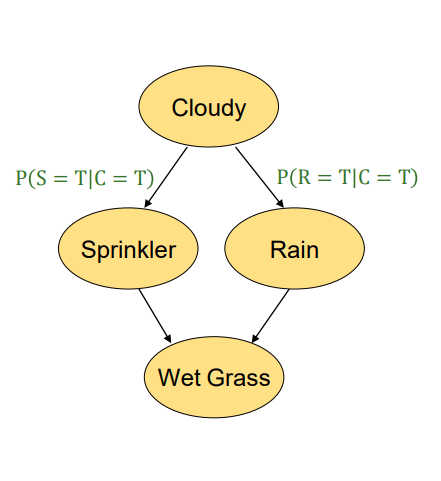 Cloudy
P(S = T|C = T)
P(R = T|C = T)
Sprinkler
Rain
Wet Grass